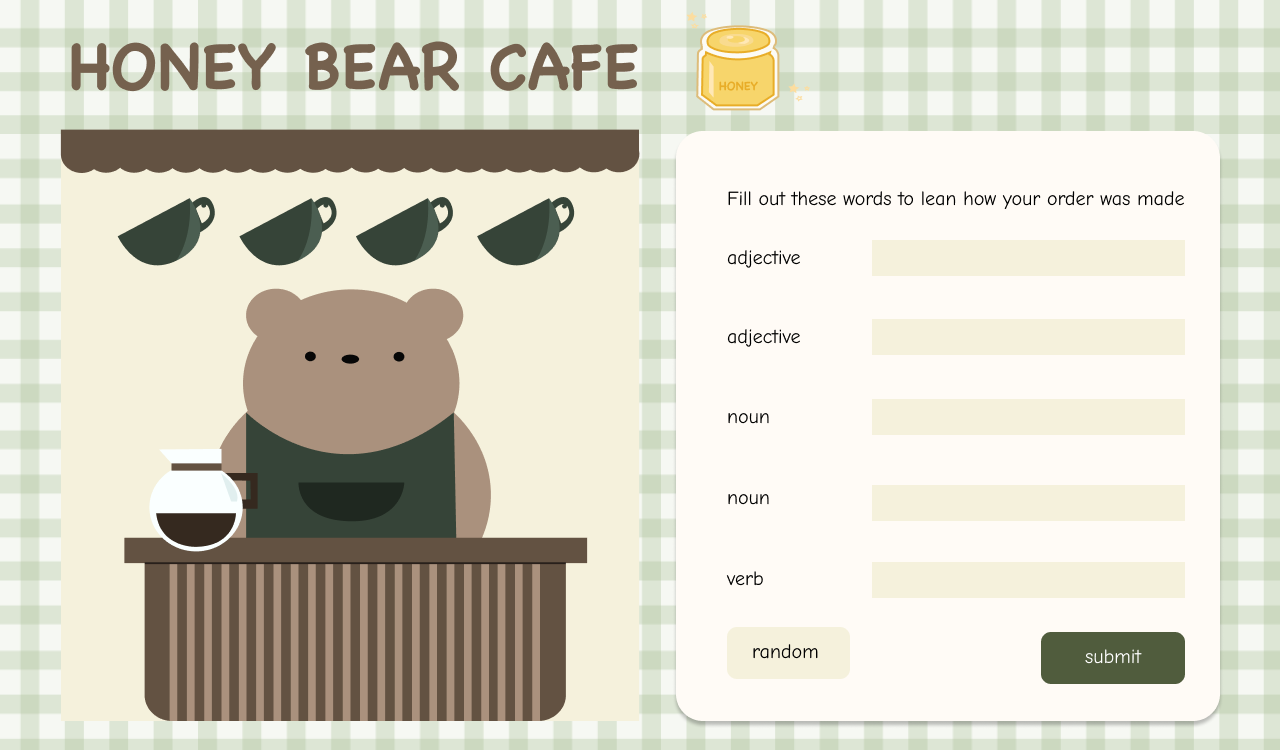 HONEY BEAR CAFE
HONEY
Fill out these words to lean how your order was made
adjective
adjective
noun
noun
verb
random
submit